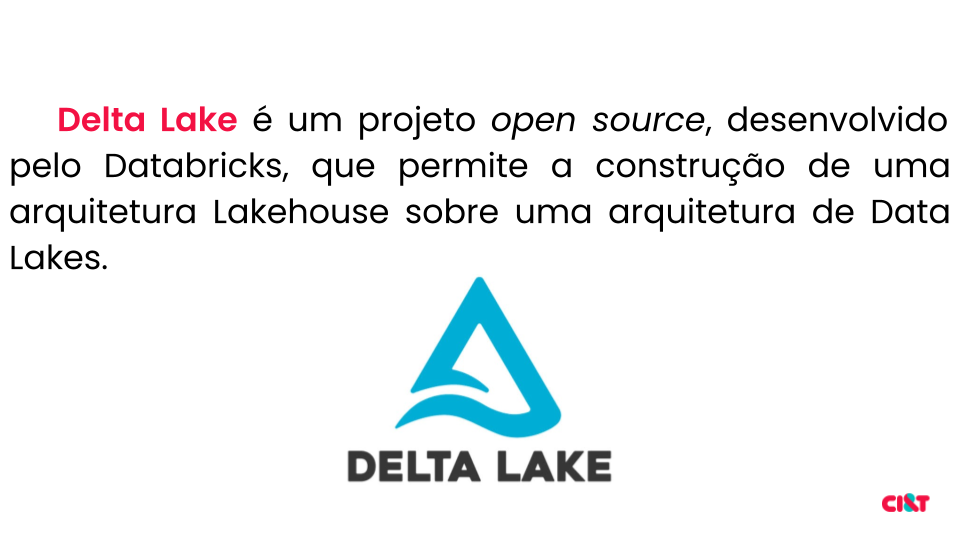 Delta Lake é um projeto open source, desenvolvido
pelo Databricks, que permite a construção de uma
arquitetura Lakehouse sobre uma arquitetura de Data
Lakes.
DELTA LAKE
CI&T